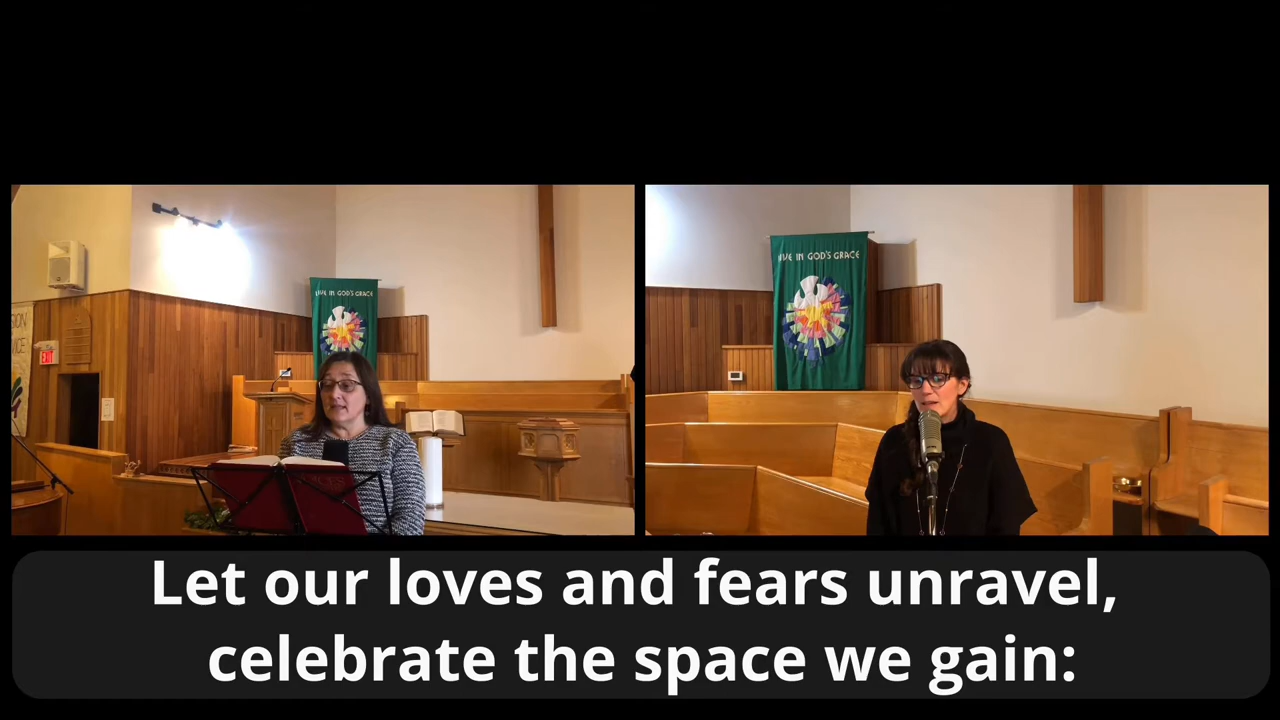 LIVE IN GOD'S GRACE
EXIT
LIVE IN GOD'S GRACE
Let our loves and fears unravel,
celebrate the space we gain: